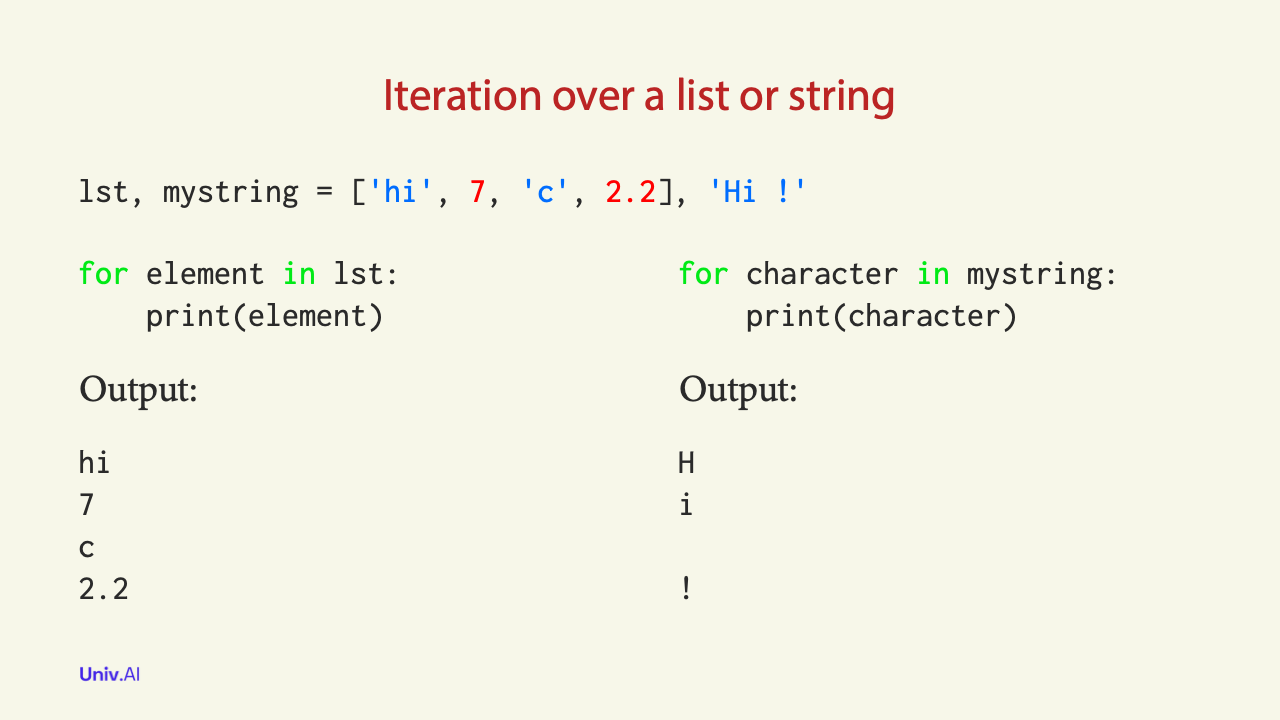 Iteration over a list or string
lst, mystring = ['hi', 7, 'c', 2.2], 'Hi !'
for element in lst:
    print(element)
Output:
hi
7
c
2.2
for character in mystring:
    print(character)
Output:
H
i

!
Univ.AI